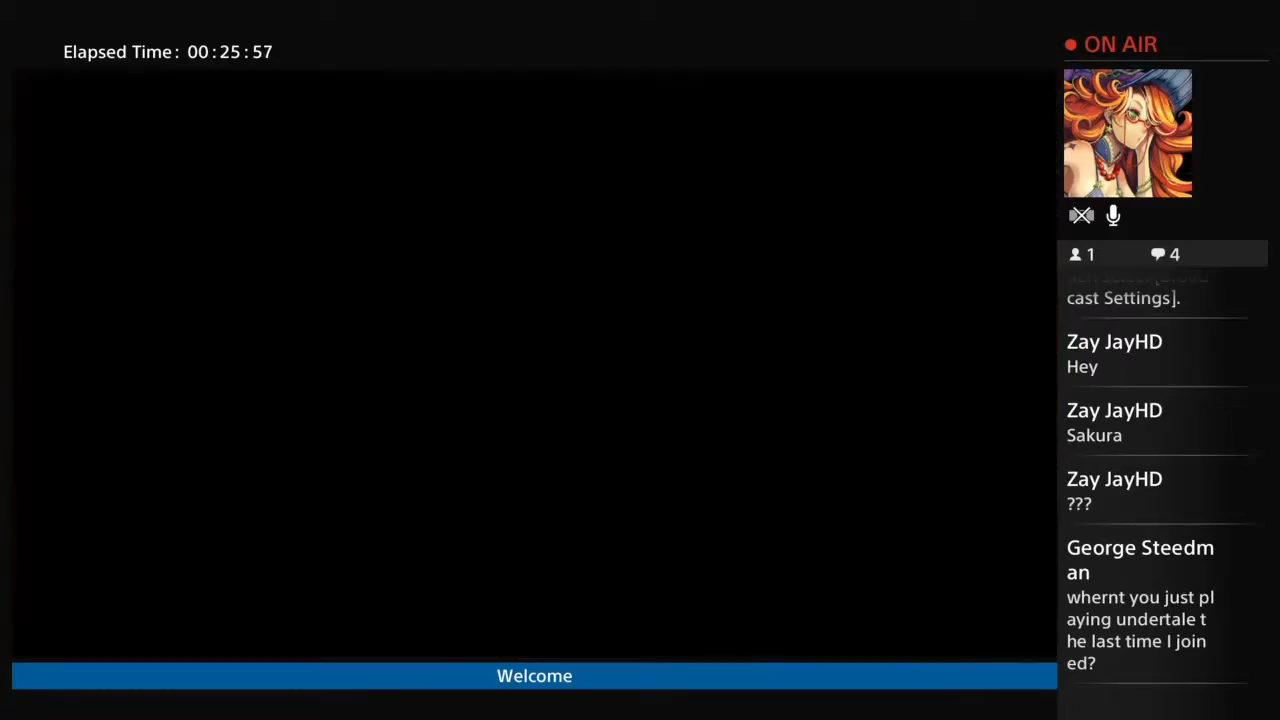 Elapsed Time: 00:25:57
ON AIR
1 4
cast Settings].
Zay JayHD
Hey
Zay JayHD
Sakura
Zay JayHD
???
George Steedm
an
whernt you just pl
aying undertale t
he last time I join
ed?
Welcome